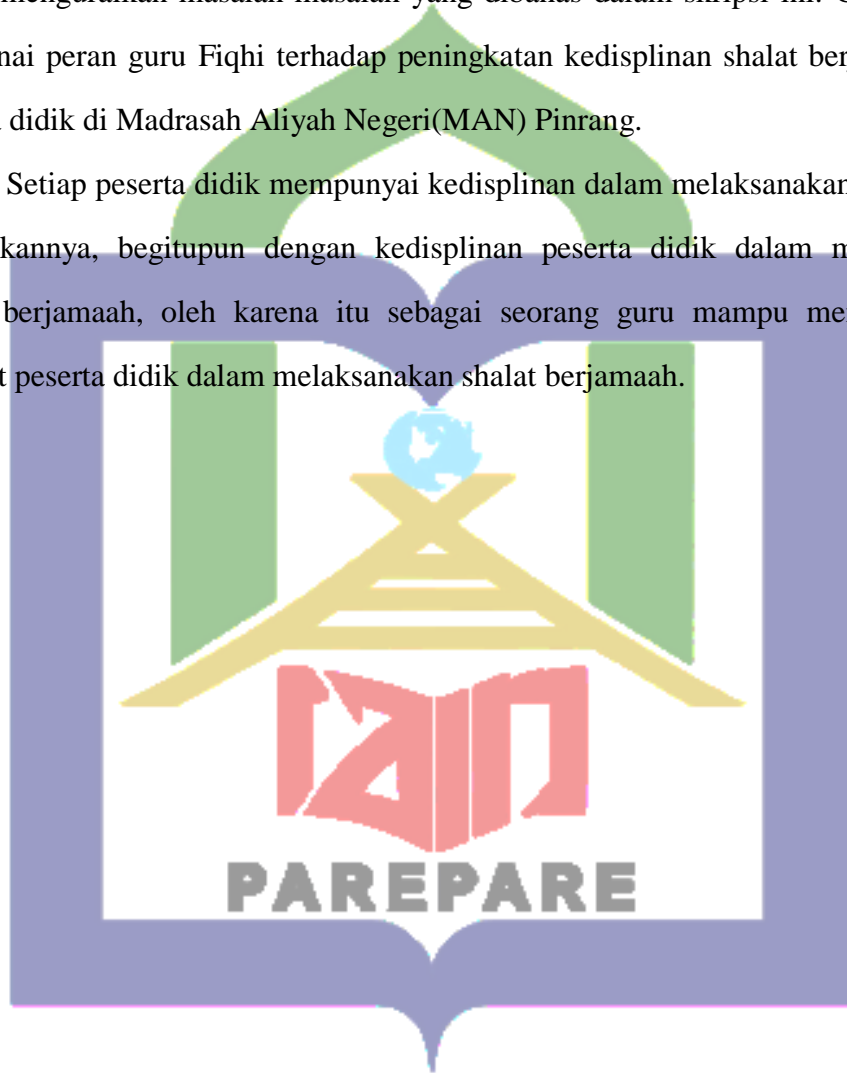 menguraikan masalah-masalah yang dibahas dalam skripsi ini.
nai peran guru Fiqhi terhadap peningkatan kedisplinan shalat ber
didik di Madrasah Aliyah Negeri(MAN) Pinrang.
Setiap peserta didik mempunyai kedisplinan dalam melaksanakan
kannya, begitupun dengan kedisplinan peserta didik dalam m
berjamaah, oleh karena itu sebagai seorang guru mampu me
t peserta didik dalam melaksanakan shalat berjamaah.
iain
PAREPARE